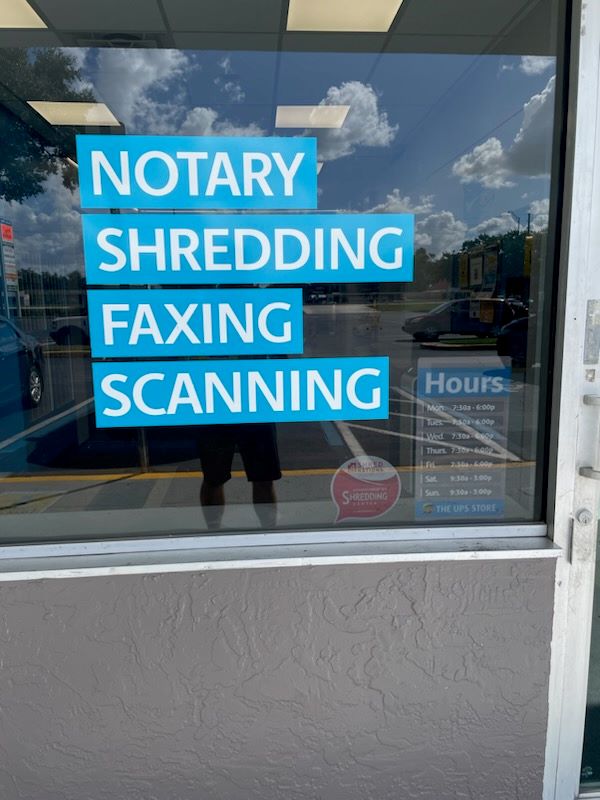 NOTARY
SHREDDING
FAXING
SCANNING
Hours
Mon. 7:30a - 6:00p
Tues. 7:30a - 6:00p
Wed. 7:30a - 6:00p
Thurs. 7:30a - 6:00p
Fri. 7:30a - 6:00p
Sat. 9:30a - 3:00p
Sun. 9:30a - 3:00p
THE UPS STORE
SHREDDING